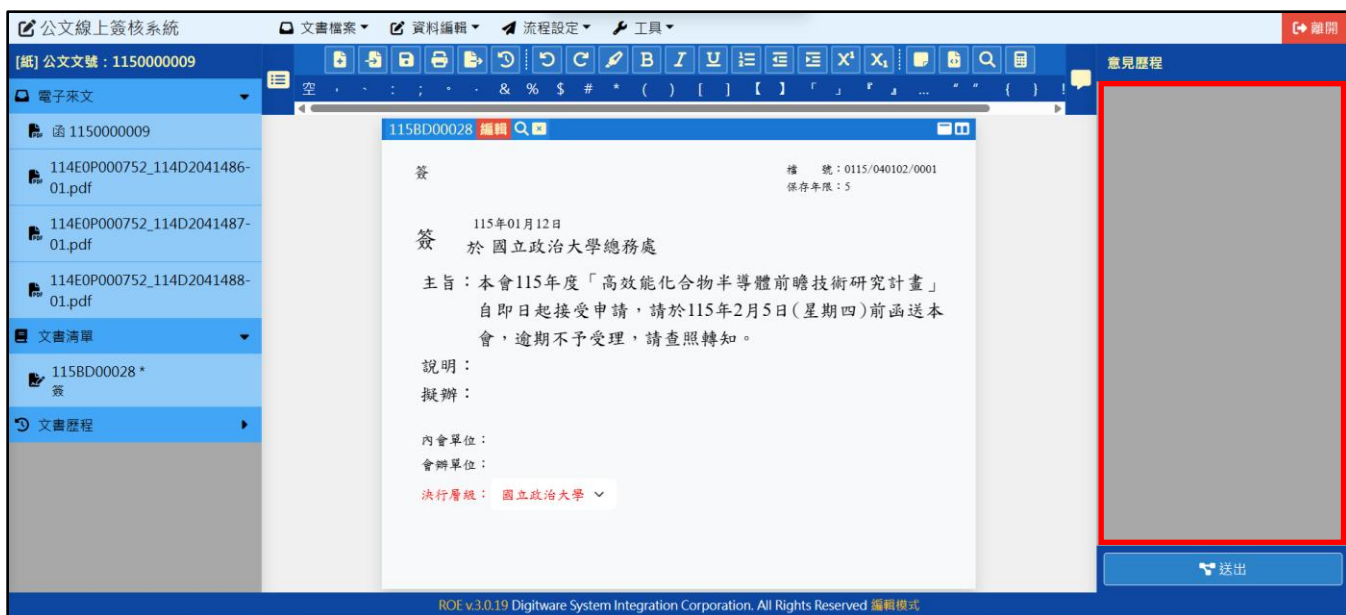 公文線上簽核系統
文書檔案 資料編輯 流程設定 工具
離開
[紙] 公文文號：1150000009
電子來文
函 1150000009
114E0P000752_114D2041486-
01.pdf
114E0P000752_114D2041487-
01.pdf
114E0P000752_114D2041488-
01.pdf
文書清單
115BD00028 *
簽
文書歷程
B I U X² X₁
空 ， 、 ： ； 。 ． & % $ # * ( ) [ ] 【 】 「 」 『 』 … “ ” { } !
115BD00028 編輯
簽
檔　　號：0115/040102/0001
保存年限：5
簽
115年01月12日
於 國立政治大學總務處
主旨：本會115年度「高效能化合物半導體前瞻技術研究計畫」
自即日起接受申請，請於115年2月5日(星期四)前函送本
會，逾期不予受理，請查照轉知。
說明：
擬辦：
內會單位：
會辦單位：
決行層級： 國立政治大學
意見歷程
送出
ROE v.3.0.19 Digitware System Integration Corporation. All Rights Reserved 編輯模式